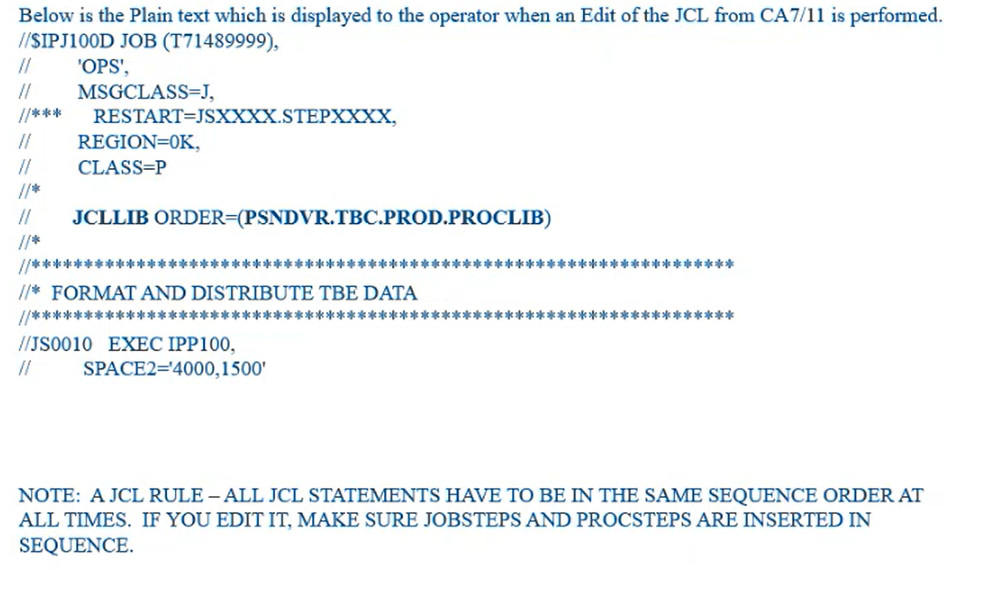 Below is the Plain text which is displayed to the operator when an Edit of the JCL from CA7/11 is performed.
//$IPJ100D JOB (T71489999),
// 'OPS',
// MSGCLASS=J,
//*** RESTART=JSXXXX.STEPXXXX,
// REGION=0K,
// CLASS=P
//*
// JCLLIB ORDER=(PSNDVR.TBC.PROD.PROCLIB)
//*
//********************************************************************
//* FORMAT AND DISTRIBUTE TBE DATA
//********************************************************************
//JS0010 EXEC IPP100,
// SPACE2='4000,1500'
NOTE: A JCL RULE – ALL JCL STATEMENTS HAVE TO BE IN THE SAME SEQUENCE ORDER AT
ALL TIMES. IF YOU EDIT IT, MAKE SURE JOBSTEPS AND PROCSTEPS ARE INSERTED IN
SEQUENCE.